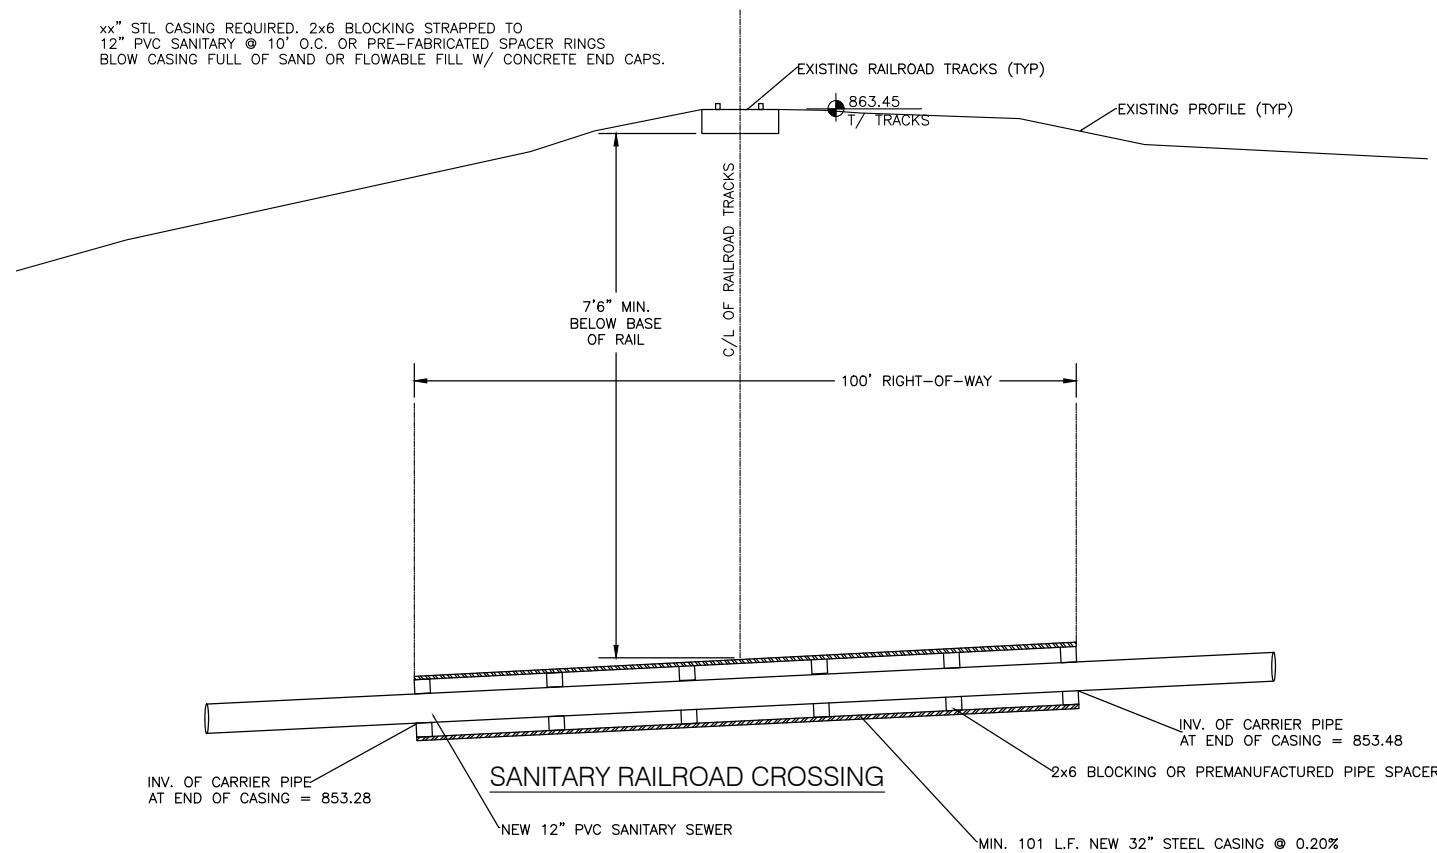 xx” STL CASING REQUIRED. 2x6 BLOCKING STRAPPED TO
12” PVC SANITARY @ 10’ O.C. OR PRE–FABRICATED SPACER RINGS
BLOW CASING FULL OF SAND OR FLOWABLE FILL W/ CONCRETE END CAPS.
EXISTING RAILROAD TRACKS (TYP)
863.45
T/ TRACKS
EXISTING PROFILE (TYP)
C/L OF RAILROAD TRACKS
7’6” MIN.
BELOW BASE
OF RAIL
100’ RIGHT–OF–WAY
INV. OF CARRIER PIPE
AT END OF CASING = 853.48
2x6 BLOCKING OR PREMANUFACTURED PIPE SPACER
INV. OF CARRIER PIPE
AT END OF CASING = 853.28
SANITARY RAILROAD CROSSING
NEW 12” PVC SANITARY SEWER
MIN. 101 L.F. NEW 32” STEEL CASING @ 0.20%